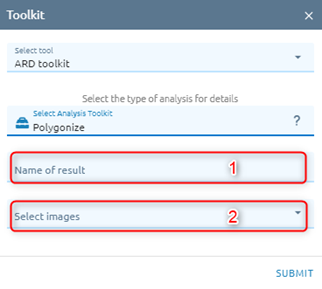 Toolkit
Select tool
ARD toolkit
Select the type of analysis for details
Select Analysis Toolkit
Polygonize
?
Name of result 1
Select images 2
SUBMIT